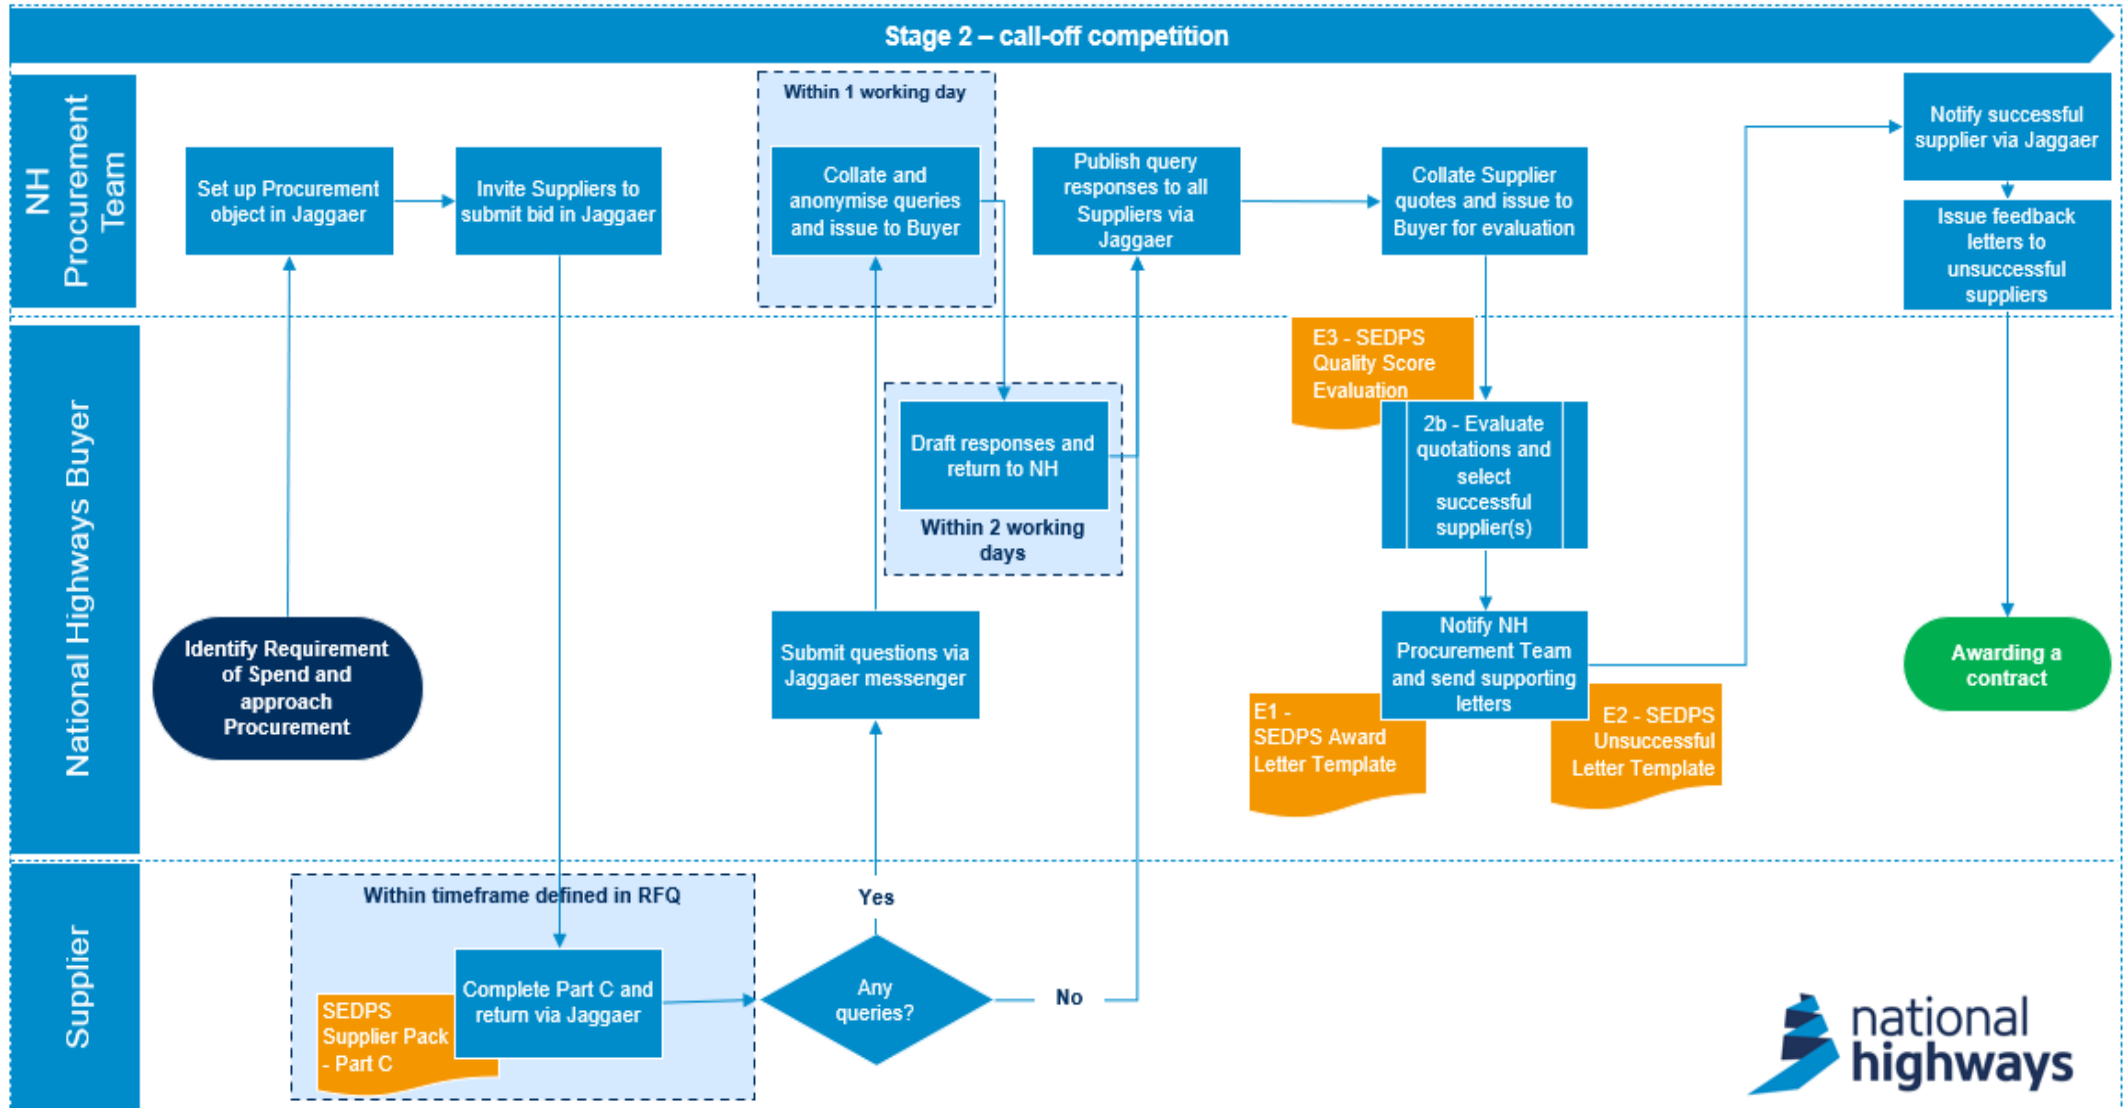 Stage 2 – call-off competition
NH
Procurement
Team
Set up Procurement
object in Jaggaer
Invite Suppliers to
submit bid in Jaggaer
Within 1 working day
Collate and
anonymise queries
and issue to Buyer
Publish query
responses to all
Suppliers via
Jaggaer
Collate Supplier
quotes and issue to
Buyer for evaluation
Notify successful
supplier via Jaggaer
Issue feedback
letters to
unsuccessful
suppliers
National Highways Buyer
Identify Requirement
of Spend and
approach
Procurement
Submit questions via
Jaggaer messenger
Draft responses and
return to NH
Within 2 working
days
E3 - SEDPS
Quality Score
Evaluation
2b - Evaluate
quotations and
select
successful
supplier(s)
Notify NH
Procurement Team
and send supporting
letters
E1 -
SEDPS Award
Letter Template
E2 - SEDPS
Unsuccessful
Letter Template
Awarding a
contract
Supplier
Within timeframe defined in RFQ
SEDPS
Supplier Pack
- Part C
Complete Part C and
return via Jaggaer
Yes
Any
queries?
No
national
highways